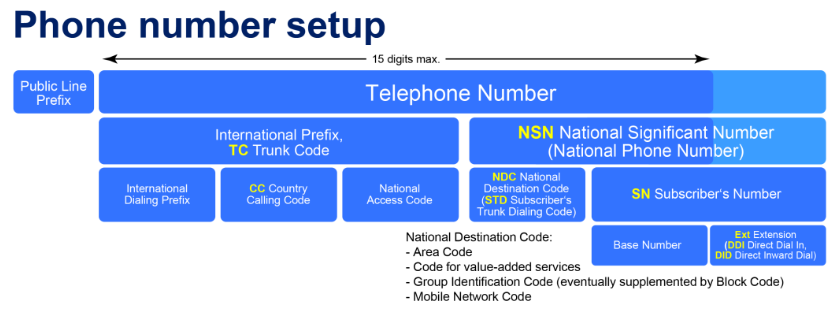 Phone number setup
15 digits max.
Public Line
Prefix
Telephone Number
International Prefix,
TC Trunk Code
NSN National Significant Number
(National Phone Number)
International
Dialing Prefix
CC Country
Calling Code
National
Access Code
NDC National
Destination Code
(STD Subscriber's
Trunk Dialing Code)
SN Subscriber's Number
Base Number
Ext Extension
(DDI Direct Dial In,
DID Direct Inward Dial)
National Destination Code:
- Area Code
- Code for value-added services
- Group Identification Code (eventually supplemented by Block Code)
- Mobile Network Code